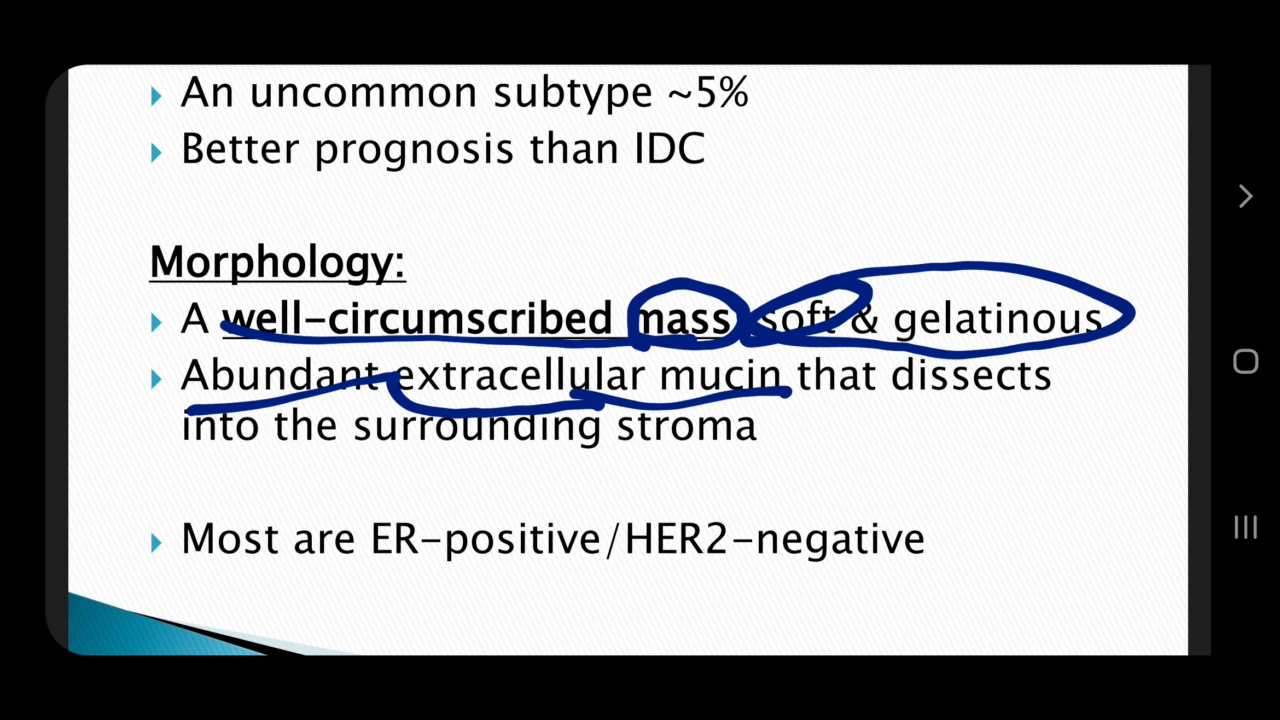 An uncommon subtype ~5%
Better prognosis than IDC
Morphology:
A well-circumscribed mass, soft & gelatinous
Abundant extracellular mucin that dissects
into the surrounding stroma
Most are ER-positive/HER2-negative